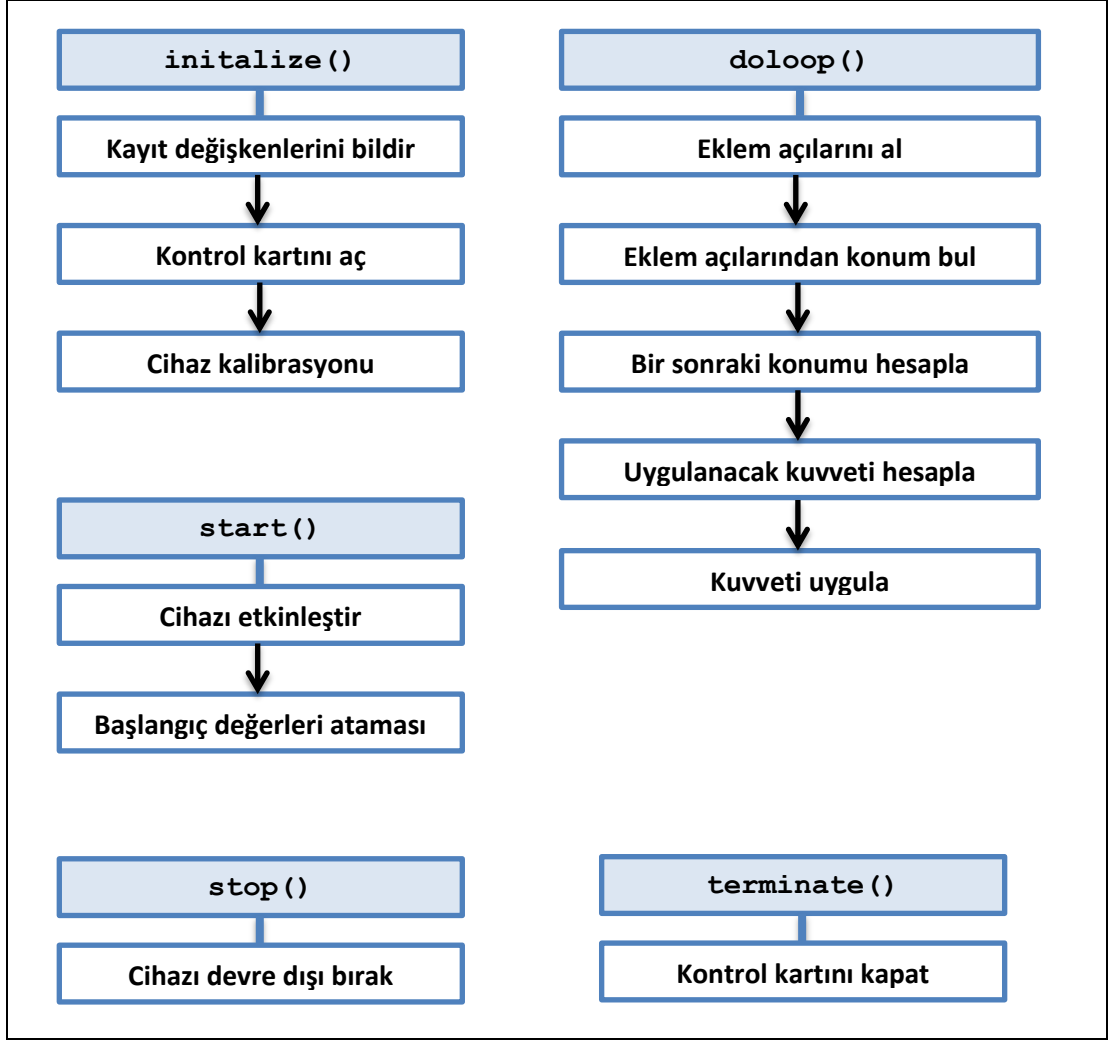 initalize()
Kayıt değişkenlerini bildir
Kontrol kartını aç
Cihaz kalibrasyonu
start()
Cihazı etkinleştir
Başlangıç değerleri ataması
stop()
Cihazı devre dışı bırak
doloop()
Eklem açılarını al
Eklem açılarından konum bul
Bir sonraki konumu hesapla
Uygulanacak kuvveti hesapla
Kuvveti uygula
terminate()
Kontrol kartını kapat